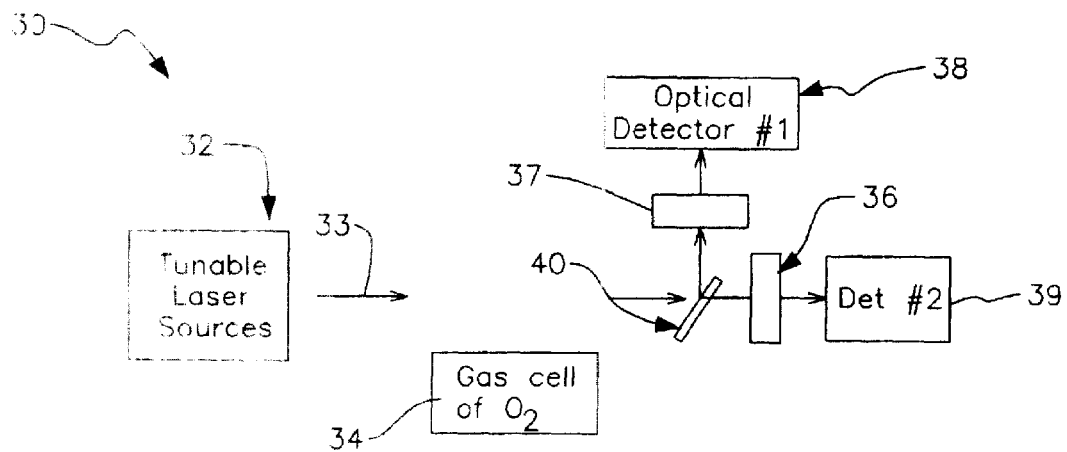 30
38
Optical
Detector #1
32
37
36
33
Tunable
Laser
Sources
40
Det #2
39
Gas cell
of O2
34